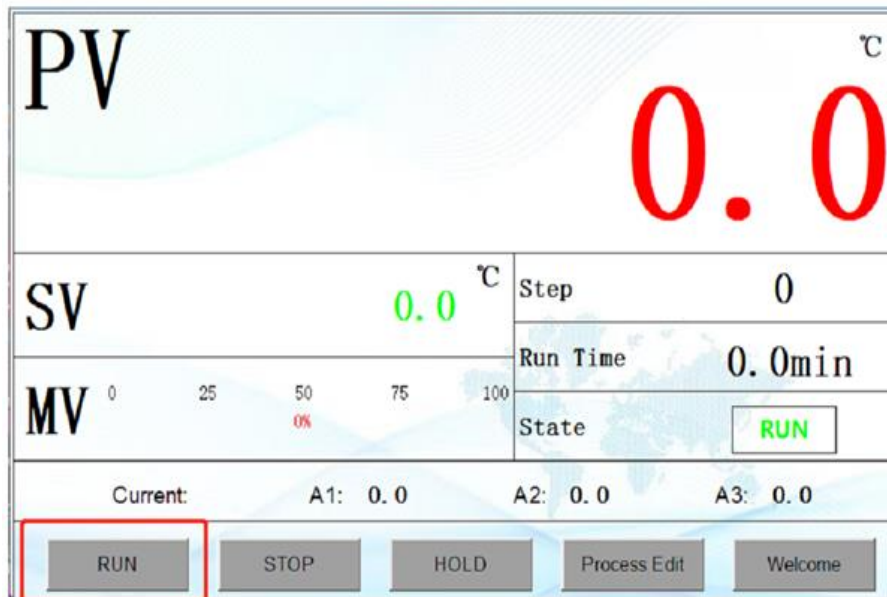 PV ℃
0.0
SV 0.0 ℃
Step 0
Run Time 0.0min
MV 0 25 50 75 100
0%
State RUN
Current: A1: 0.0 A2: 0.0 A3: 0.0
RUN STOP HOLD Process Edit Welcome